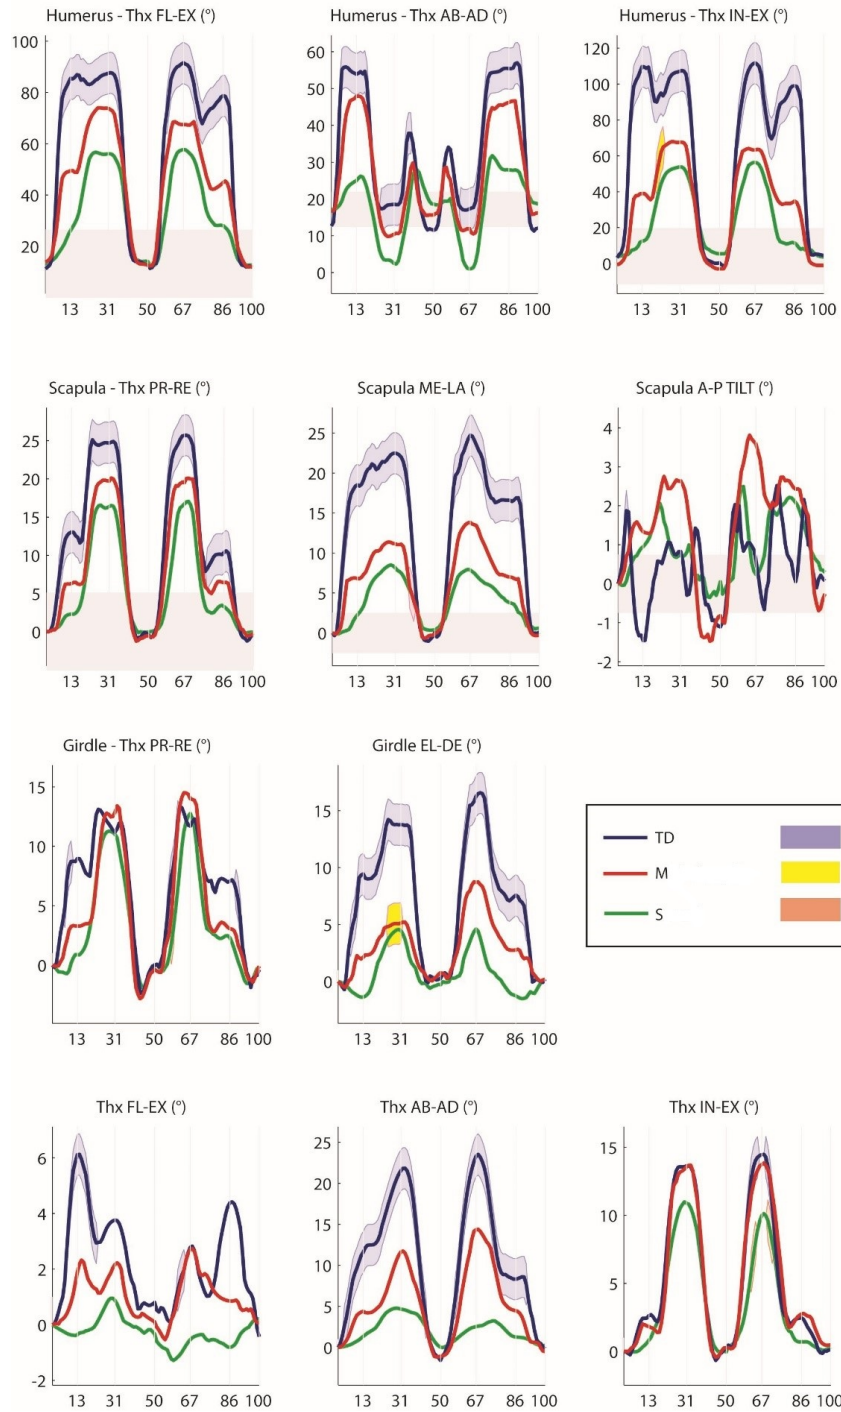 Humerus - Thx FL-EX (°)
Humerus - Thx AB-AD (°)
Humerus - Thx IN-EX (°)
100
80
60
40
20
13 31 50 67 86 100
60
50
40
30
20
10
0
13 31 50 67 86 100
120
100
80
60
40
20
0
13 31 50 67 86 100
Scapula - Thx PR-RE (°)
Scapula ME-LA (°)
Scapula A-P TILT (°)
25
20
15
10
5
0
13 31 50 67 86 100
25
20
15
10
5
0
13 31 50 67 86 100
4
3
2
1
0
-1
-2
13 31 50 67 86 100
Girdle - Thx PR-RE (°)
Girdle EL-DE (°)
15
10
5
0
13 31 50 67 86 100
15
10
5
0
13 31 50 67 86 100
TD
M
S
Thx FL-EX (°)
Thx AB-AD (°)
Thx IN-EX (°)
6
4
2
0
-2
13 31 50 67 86 100
25
20
15
10
5
0
13 31 50 67 86 100
15
10
5
0
13 31 50 67 86 100